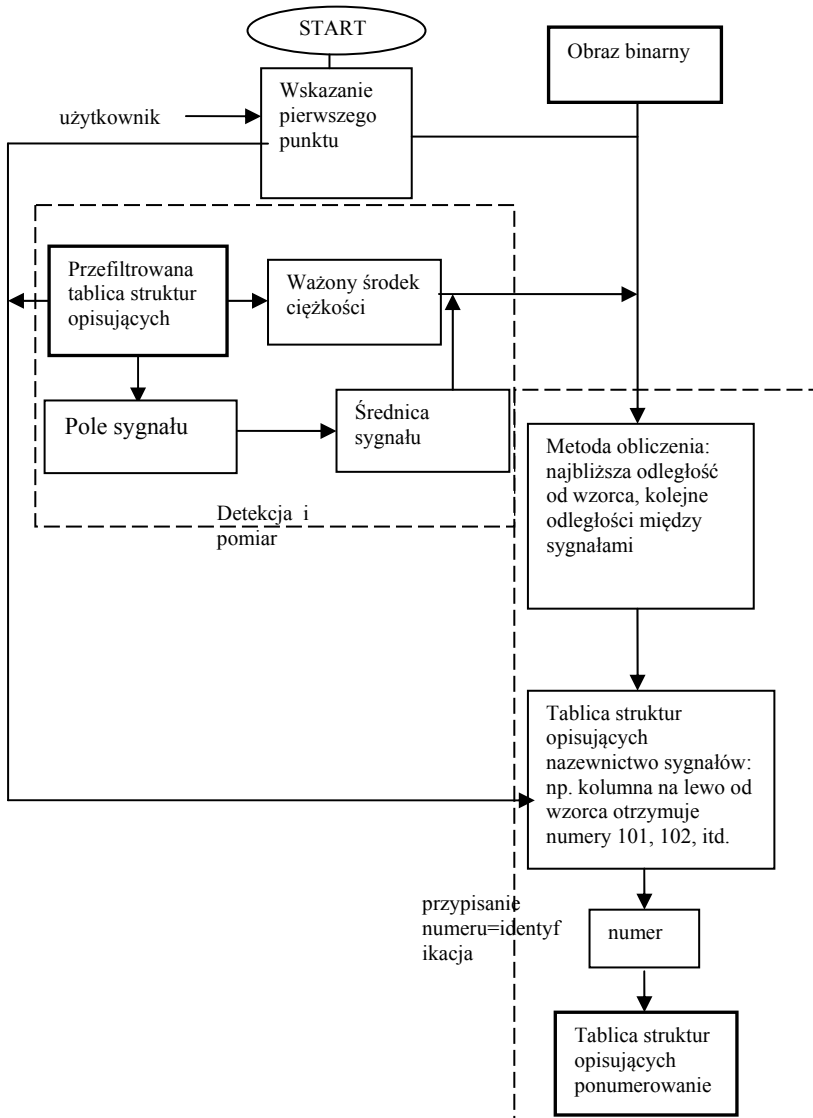 START
Obraz binarny
Wskazanie
pierwszego
punktu
użytkownik
Przefiltrowana
tablica struktur
opisujących
Ważony środek
ciężkości
Pole sygnału
Średnica
sygnału
Detekcja i
pomiar
Metoda obliczenia:
najbliższa odległość
od wzorca, kolejne
odległości między
sygnałami
Tablica struktur
opisujących
nazewnictwo sygnałów:
np. kolumna na lewo od
wzorca otrzymuje
numery 101, 102, itd.
przypisanie
numeru=identyf
ikacja
numer
Tablica struktur
opisujących
ponumerowanie